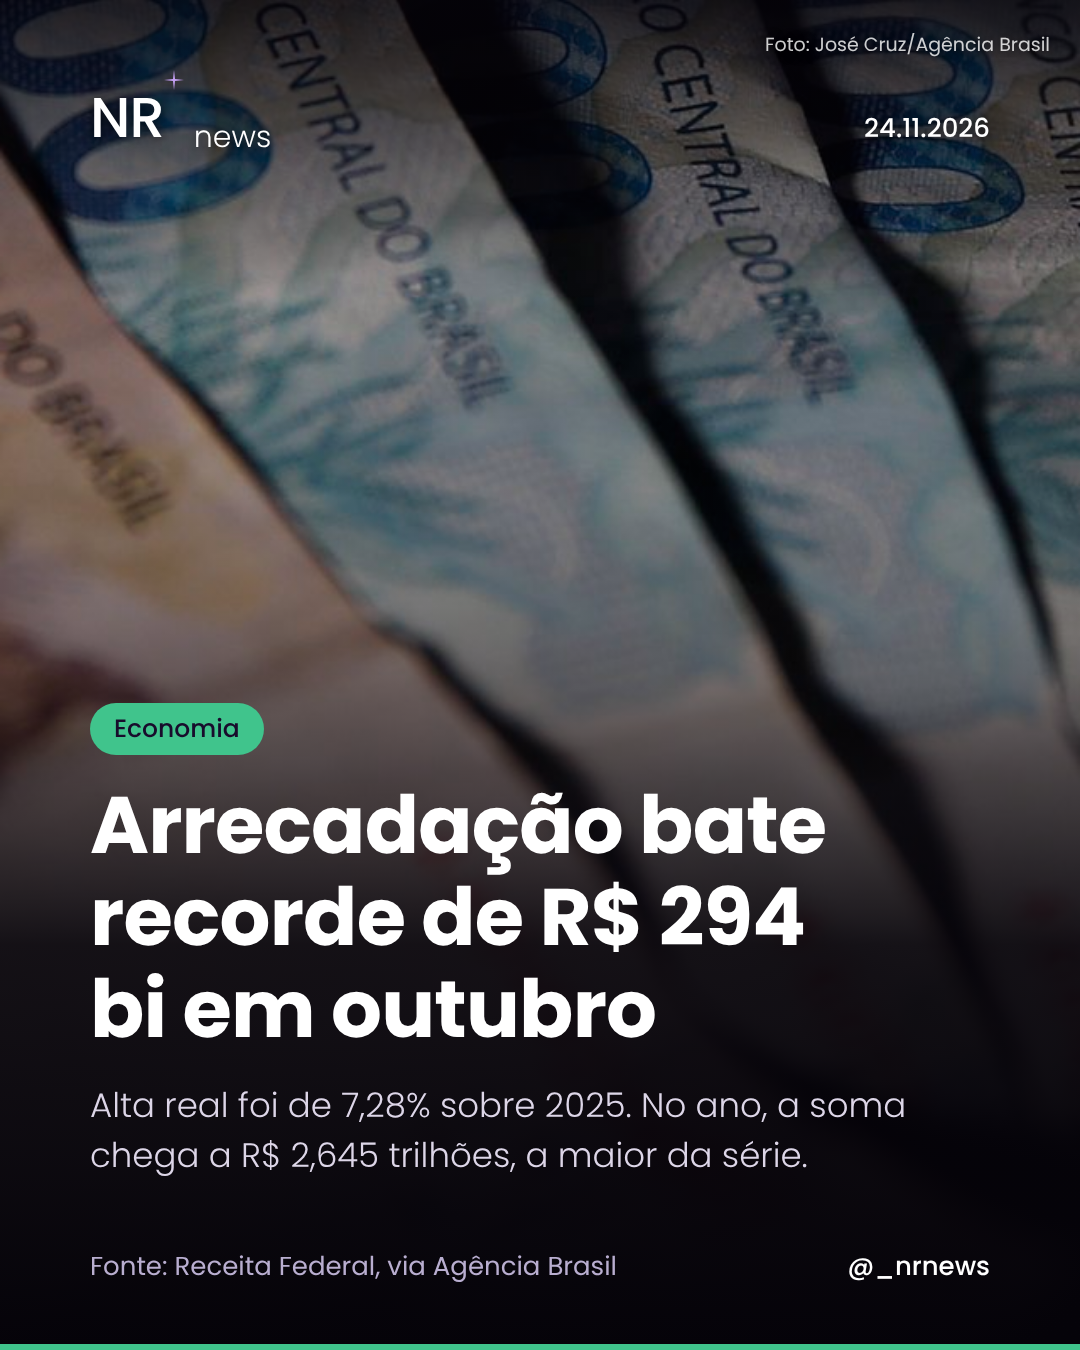 Foto: José Cruz/Agência Brasil
NR news
24.11.2026
CENTRAL DO BRASIL
CENTRAL DO BRASIL
DO BRASIL
Economia
Arrecadação bate
recorde de R$ 294
bi em outubro
Alta real foi de 7,28% sobre 2025. No ano, a soma
chega a R$ 2,645 trilhões, a maior da série.
Fonte: Receita Federal, via Agência Brasil
@_nrnews